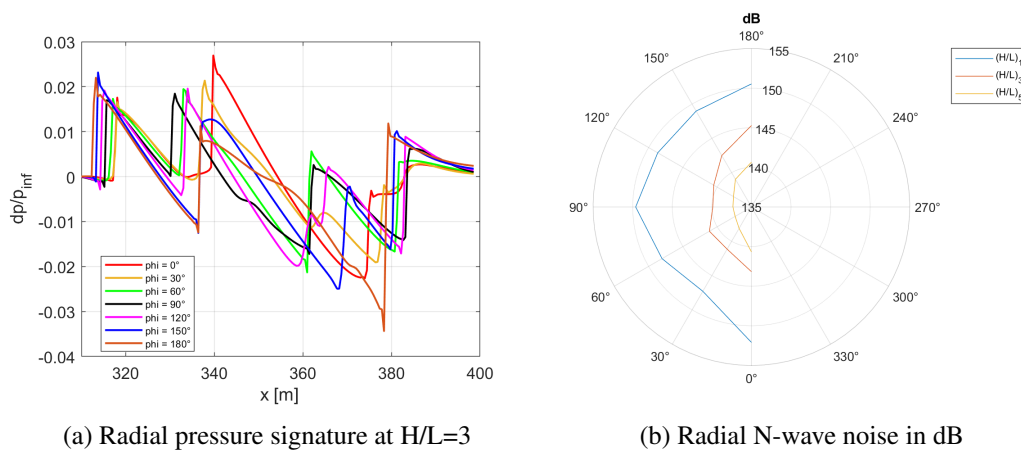 0.03
0.02
0.01
0
-0.01
-0.02
-0.03
-0.04
dp/p_inf
320
340
360
380
400
x [m]
phi = 0°
phi = 30°
phi = 60°
phi = 90°
phi = 120°
phi = 150°
phi = 180°
(a) Radial pressure signature at H/L=3
dB
180°
150°
210°
120°
240°
90°
270°
60°
300°
30°
330°
0°
155
150
145
140
135
(H/L)
(H/L)
(H/L)
(b) Radial N-wave noise in dB